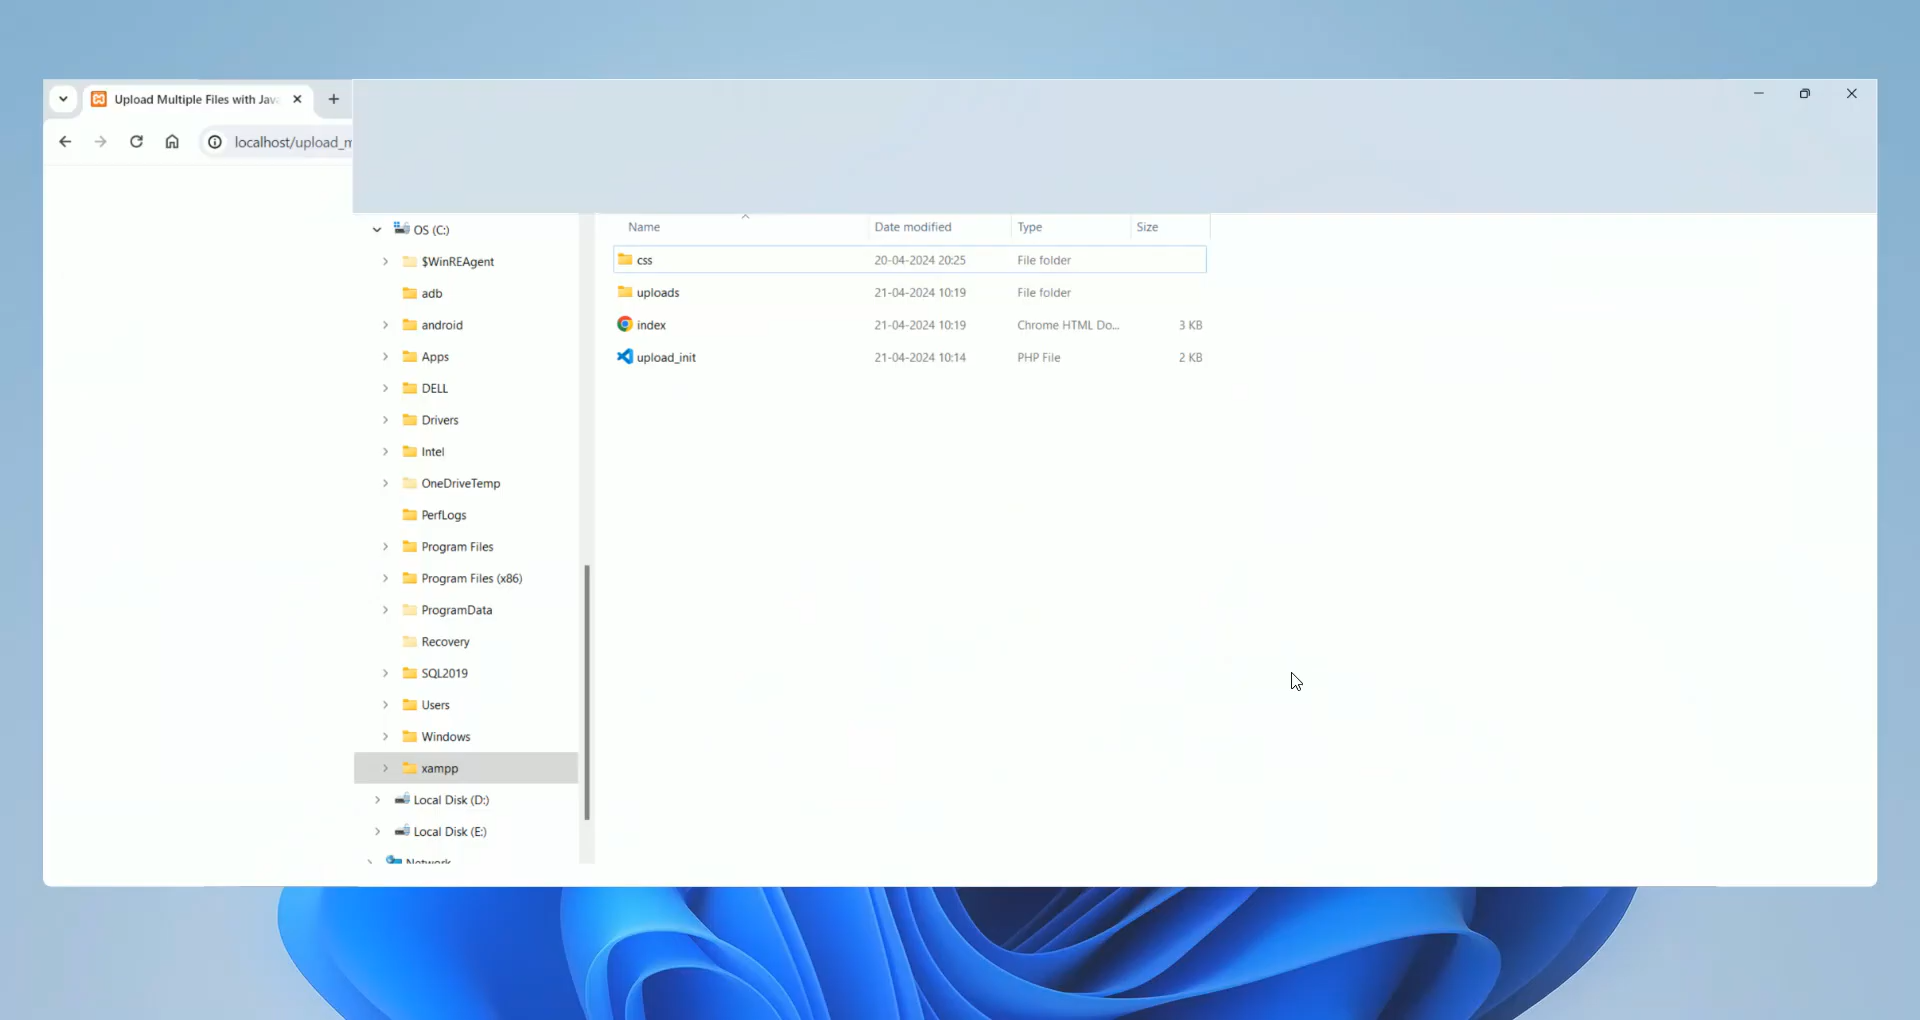 Upload Multiple Files with Jav
localhost/upload_m
OS (C:)
$WinREAgent
adb
android
Apps
DELL
Drivers
Intel
OneDriveTemp
PerfLogs
Program Files
Program Files (x86)
ProgramData
Recovery
SQL2019
Users
Windows
xampp
Local Disk (D:)
Local Disk (E:)
Network
Name Date modified Type Size
css 20-04-2024 20:25 File folder
uploads 21-04-2024 10:19 File folder
index 21-04-2024 10:19 Chrome HTML Do... 3 KB
upload_init 21-04-2024 10:14 PHP File 2 KB